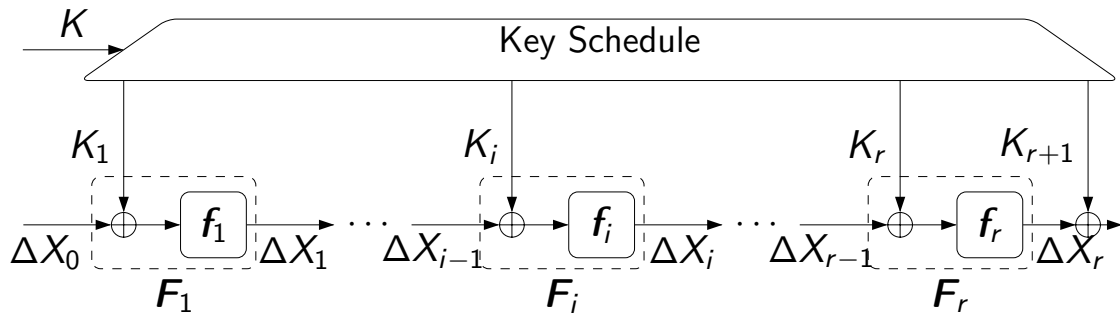 K
Key Schedule
K₁ Kᵢ Kᵣ Kᵣ₊₁
f₁ ··· fᵢ ··· fᵣ
ΔX₀ ΔX₁ ΔXᵢ₋₁ ΔXᵢ ΔXᵣ₋₁ ΔXᵣ
F₁ Fᵢ Fᵣ